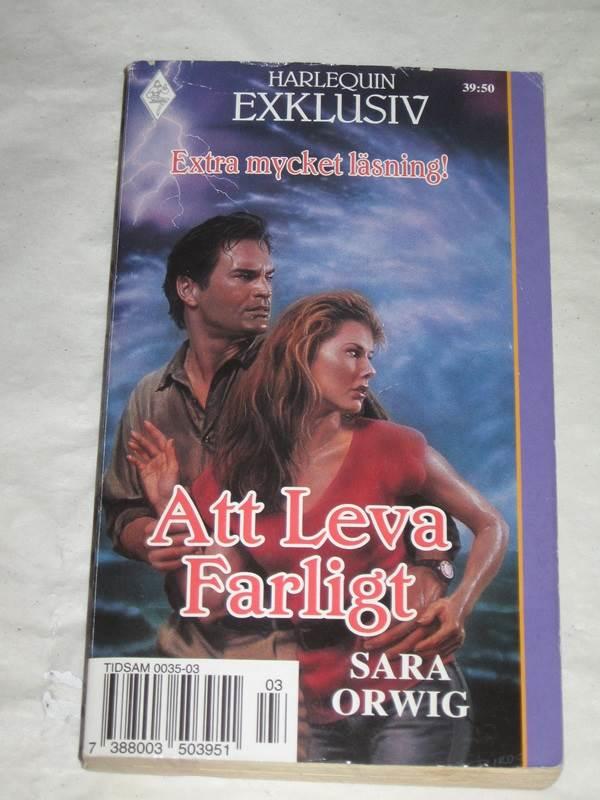 HARLEQUIN
EXKLUSIV
39:50
Extra mycket läsning!
Att Leva
Farligt
SARA
ORWIG
TIDSAM 0035-03
03
7 388003 503951